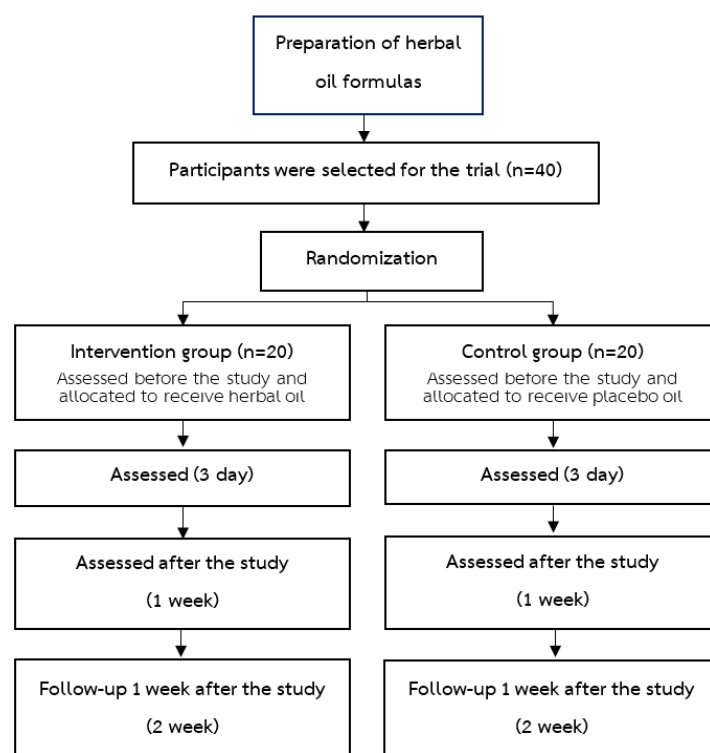 Preparation of herbal
oil formulas
Participants were selected for the trial (n=40)
Randomization
Intervention group (n=20)
Assessed before the study and
allocated to receive herbal oil
Control group (n=20)
Assessed before the study and
allocated to receive placebo oil
Assessed (3 day)
Assessed (3 day)
Assessed after the study
(1 week)
Assessed after the study
(1 week)
Follow-up 1 week after the study
(2 week)
Follow-up 1 week after the study
(2 week)